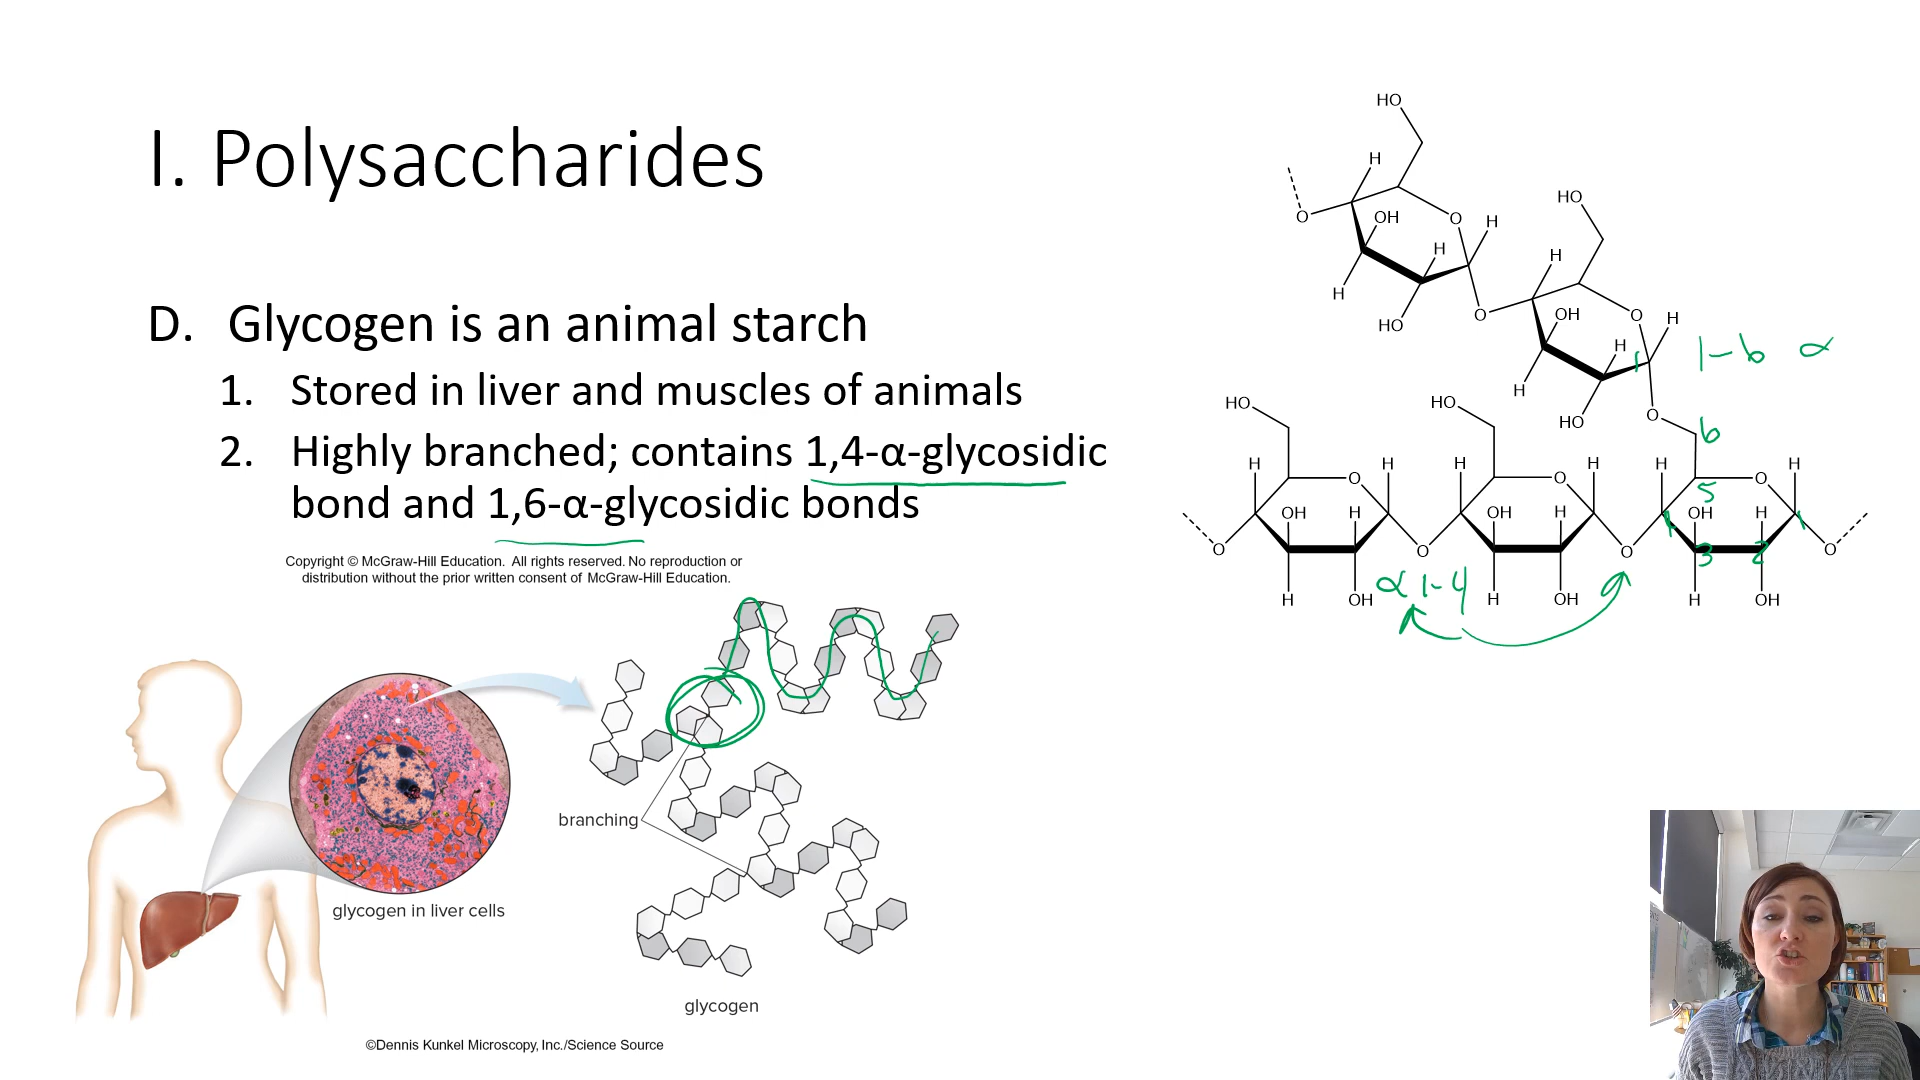 I. Polysaccharides
D. Glycogen is an animal starch
1. Stored in liver and muscles of animals
2. Highly branched; contains 1,4-α-glycosidic
bond and 1,6-α-glycosidic bonds
Copyright © McGraw-Hill Education. All rights reserved. No reproduction or
distribution without the prior written consent of McGraw-Hill Education.
branching
glycogen in liver cells
glycogen
©Dennis Kunkel Microscopy, Inc./Science Source
HO
H
HO
O OH O H
H
H
H
HO O OH O H
H 1-6 α
H
HO O
HO HO 6
H O H H O H H 5 O H
OH H OH H 4 OH H 1
O O O 3 2 O
α 1-4
H OH H OH H OH